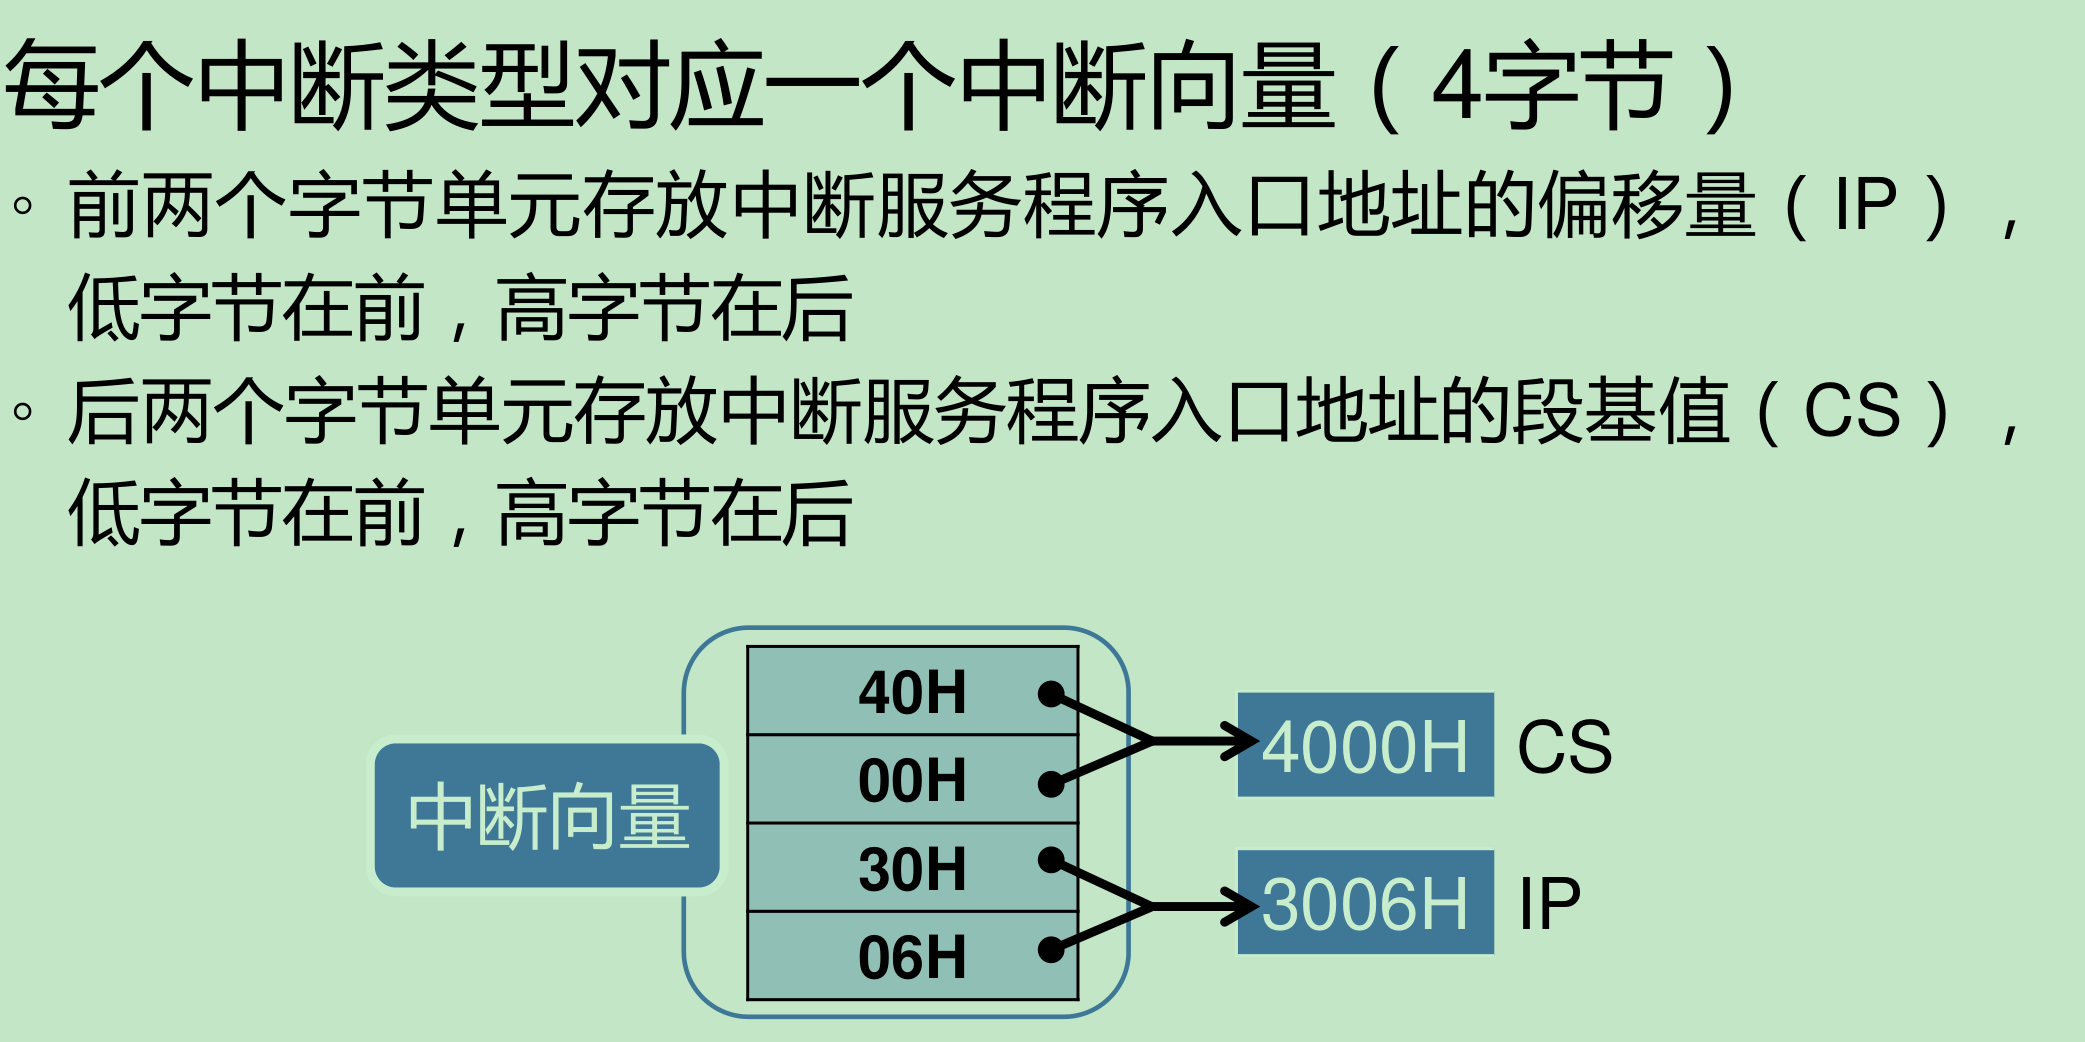 每个中断类型对应一个中断向量（4字节）
◦ 前两个字节单元存放中断服务程序入口地址的偏移量（IP），
低字节在前，高字节在后
◦ 后两个字节单元存放中断服务程序入口地址的段基值（CS），
低字节在前，高字节在后
40H
4000H CS
00H
中断向量
30H
3006H IP
06H